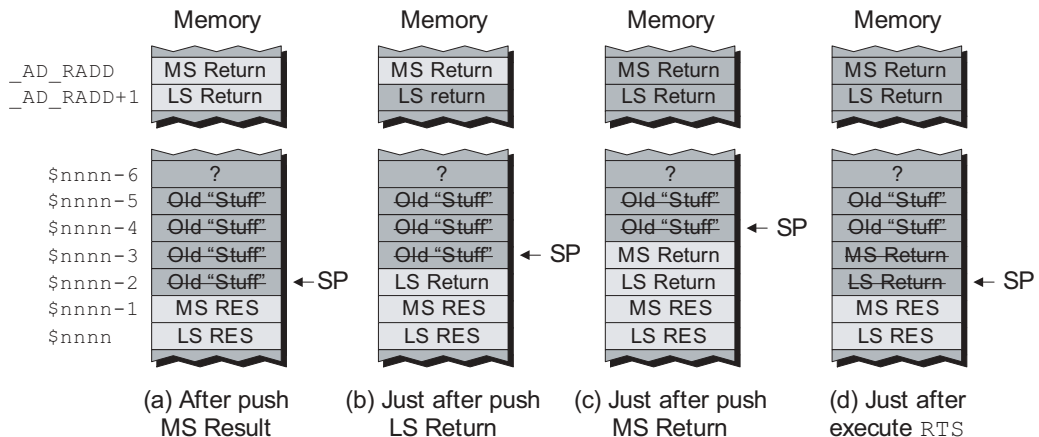 Memory Memory Memory Memory
_AD_RADD MS Return MS Return MS Return MS Return
_AD_RADD+1 LS Return LS return LS Return LS Return
$nnnn-6 ? ? ? ?
$nnnn-5 Old “Stuff” Old “Stuff” Old “Stuff” Old “Stuff”
$nnnn-4 Old “Stuff” Old “Stuff” Old “Stuff” SP Old “Stuff”
$nnnn-3 Old “Stuff” Old “Stuff” SP MS Return MS Return
$nnnn-2 Old “Stuff” SP LS Return LS Return LS Return SP
$nnnn-1 MS RES MS RES MS RES MS RES
$nnnn LS RES LS RES LS RES LS RES
(a) After push (b) Just after push (c) Just after push (d) Just after
MS Result LS Return MS Return execute RTS